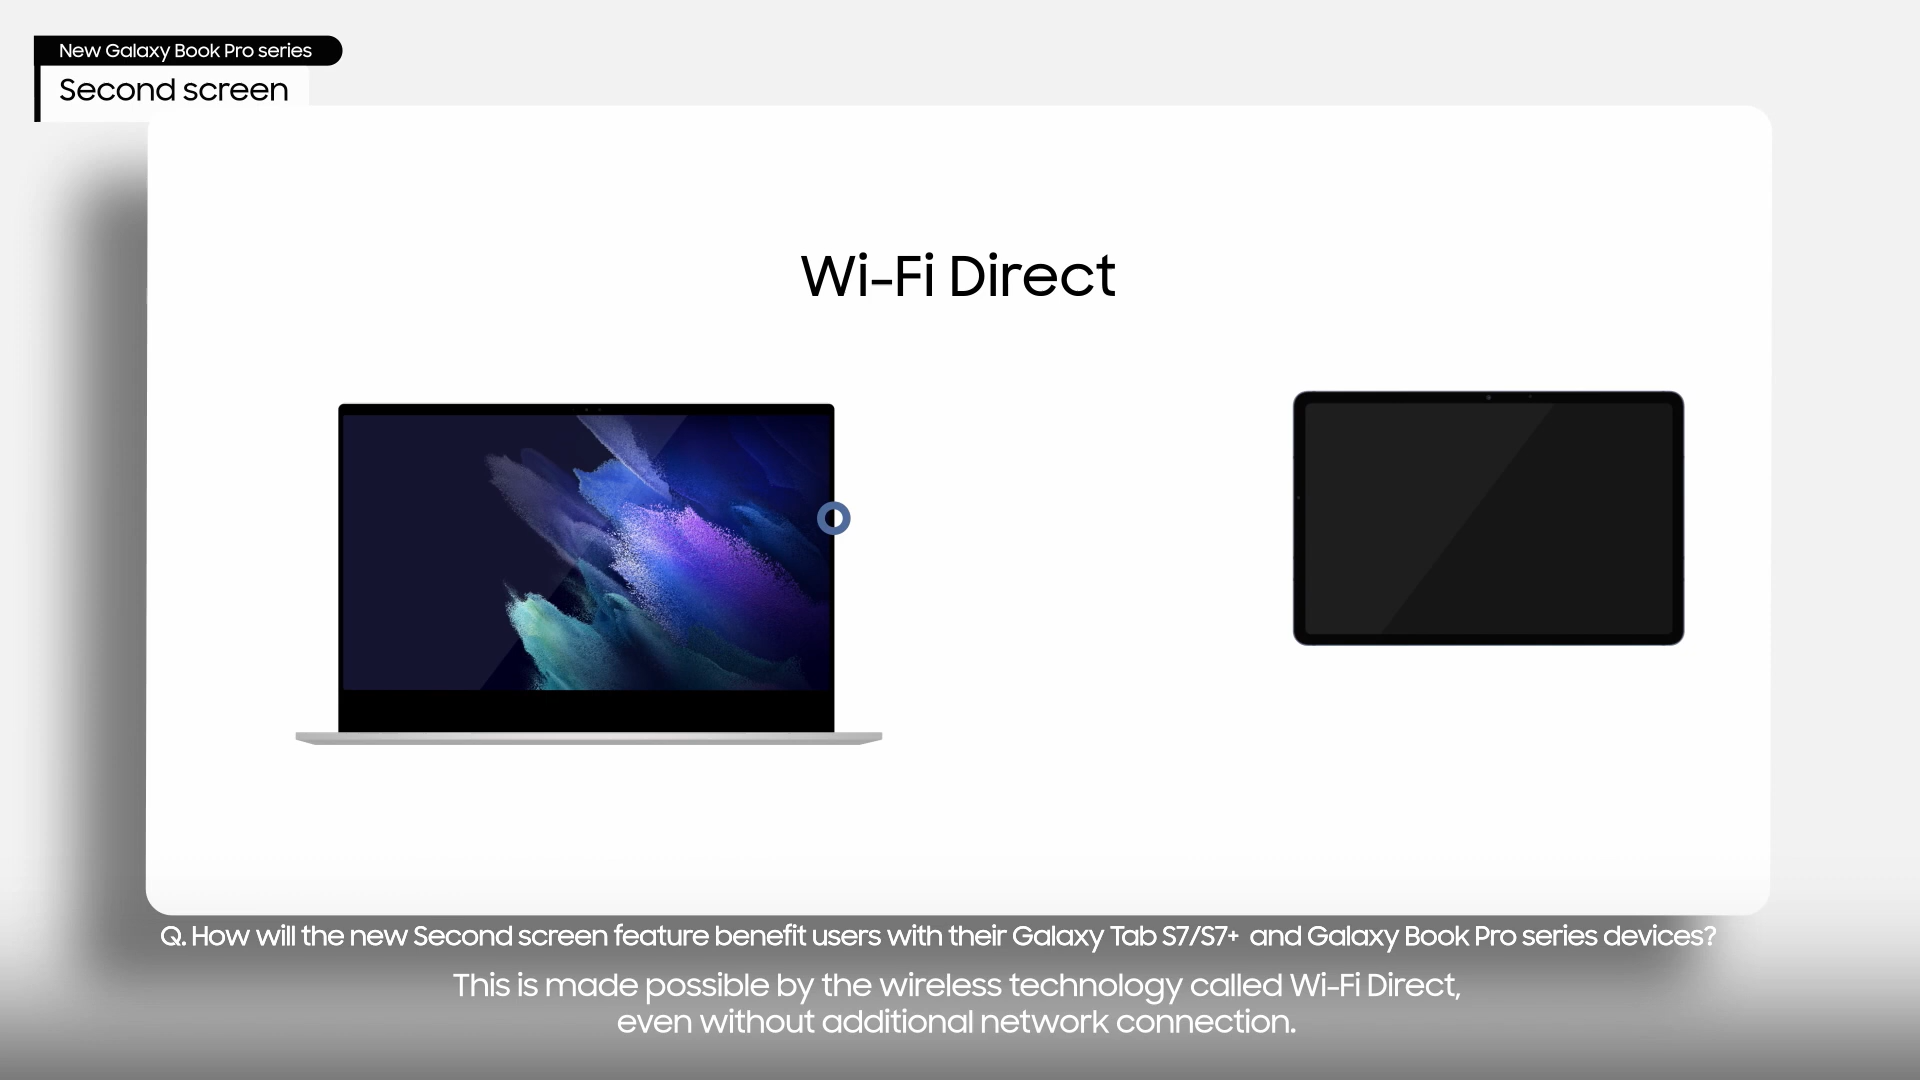 New Galaxy Book Pro series
Second screen
Wi-Fi Direct
Q. How will the new Second screen feature benefit users with their Galaxy Tab S7/S7+ and Galaxy Book Pro series devices?
This is made possible by the wireless technology called Wi-Fi Direct,
even without additional network connection.